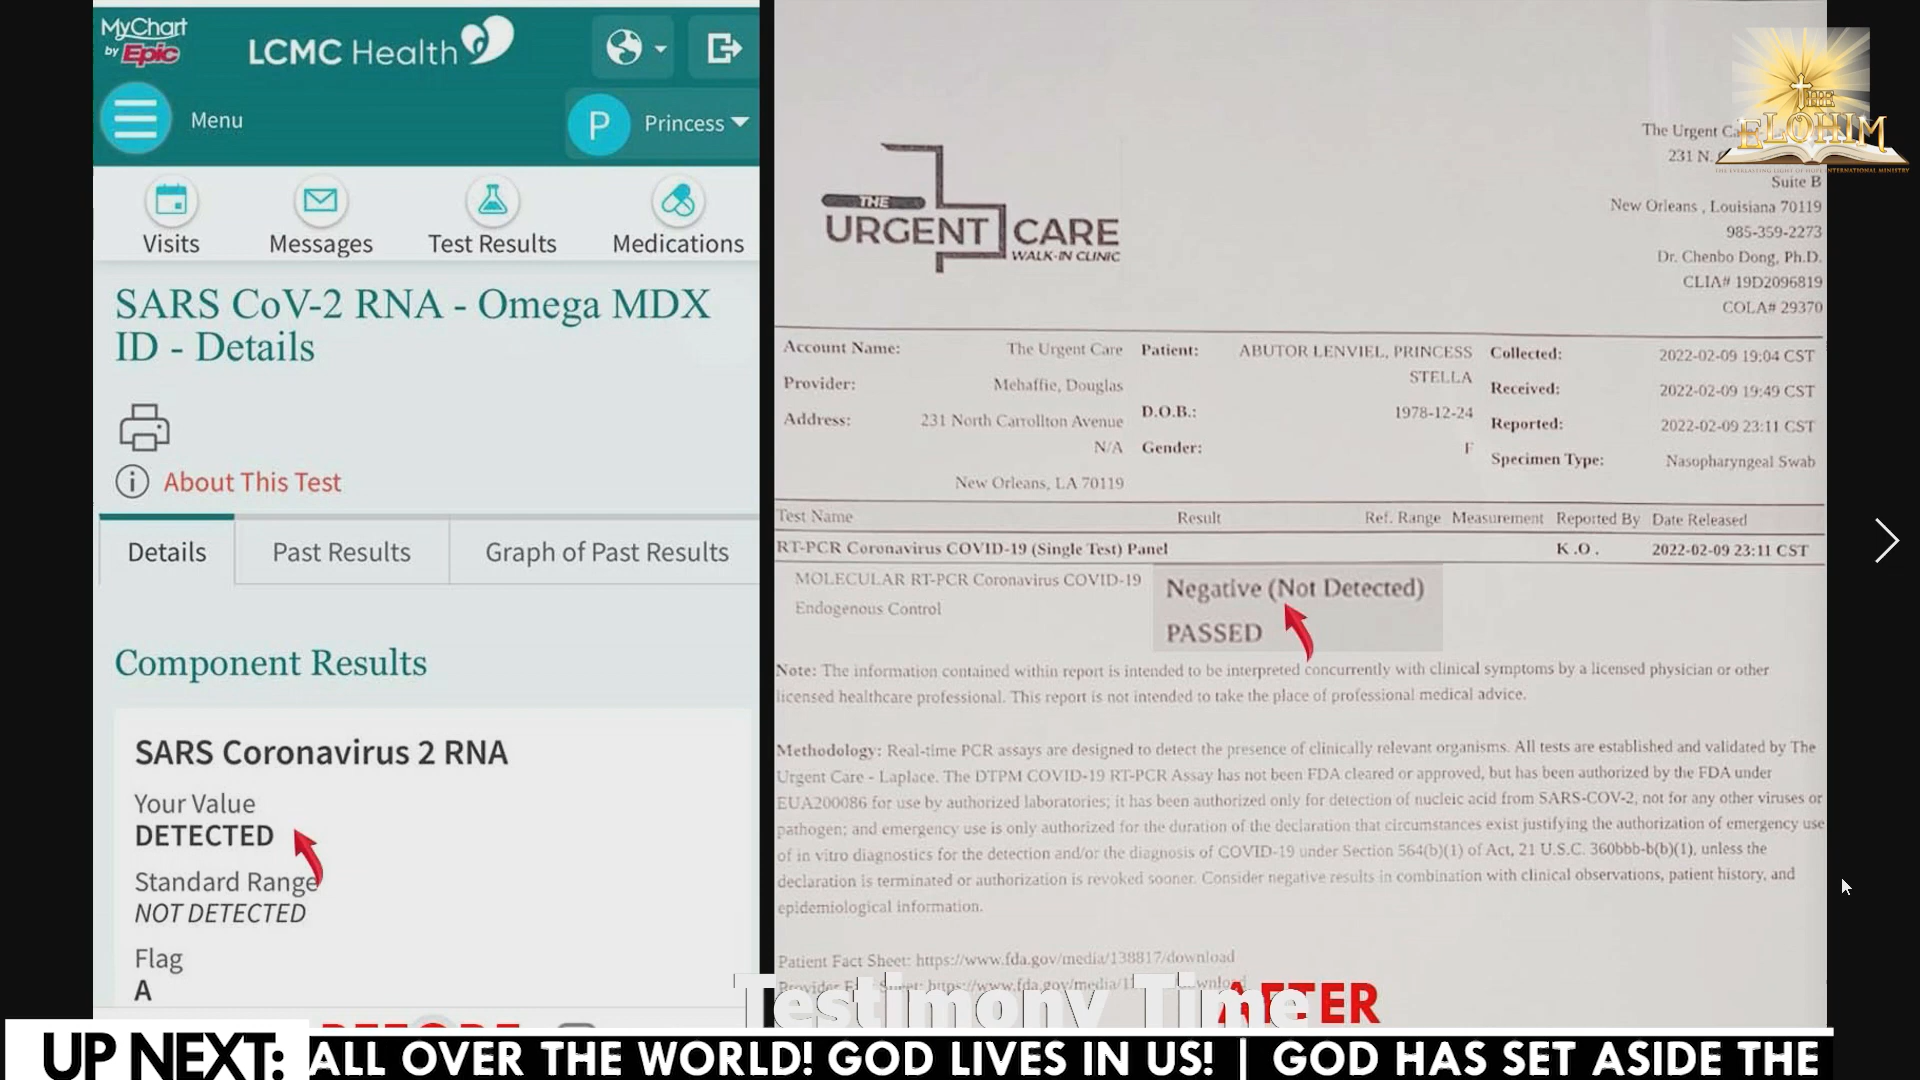 MyChart
by Epic
LCMC Health
Menu
P
Princess
Visits
Messages
Test Results
Medications
SARS CoV-2 RNA - Omega MDX
ID - Details
About This Test
Details
Past Results
Graph of Past Results
Component Results
SARS Coronavirus 2 RNA
Your Value
DETECTED
Standard Range
NOT DETECTED
Flag
A
THE
URGENT CARE
WALK-IN CLINIC
The Urgent
231 N.
Suite B
New Orleans , Louisiana 70119
985-359-2273
Dr. Chenbo Dong, Ph.D.
CLIA# 19D2096819
COLA# 29370
THE
ELOHIM
THE EVERLASTING LIGHT OF HOPE INTERNATIONAL MINISTRY
Account Name: The Urgent Care
Provider: Mehaffie, Douglas
Address: 231 North Carrollton Avenue
N/A
New Orleans, LA 70119
Patient: ABUTOR LENVIEL, PRINCESS
STELLA
D.O.B.: 1978-12-24
Gender: F
Collected: 2022-02-09 19:04 CST
Received: 2022-02-09 19:49 CST
Reported: 2022-02-09 23:11 CST
Specimen Type: Nasopharyngeal Swab
Test Name Result Ref. Range Measurement Reported By Date Released
RT-PCR Coronavirus COVID-19 (Single Test) Panel K.O. 2022-02-09 23:11 CST
MOLECULAR RT-PCR Coronavirus COVID-19 Negative (Not Detected)
Endogenous Control PASSED
Note: The information contained within report is intended to be interpreted concurrently with clinical symptoms by a licensed physician or other
licensed healthcare professional. This report is not intended to take the place of professional medical advice.
Methodology: Real-time PCR assays are designed to detect the presence of clinically relevant organisms. All tests are established and validated by The
Urgent Care - Laplace. The DTPM COVID-19 RT-PCR Assay has not been FDA cleared or approved, but has been authorized by the FDA under
EUA200086 for use by authorized laboratories; it has been authorized only for detection of nucleic acid from SARS-COV-2, not for any other viruses or
pathogen; and emergency use is only authorized for the duration of the declaration that circumstances exist justifying the authorization of emergency use
of in vitro diagnostics for the detection and/or the diagnosis of COVID-19 under Section 564(b)(1) of Act, 21 U.S.C. 360bbb-b(b)(1), unless the
declaration is terminated or authorization is revoked sooner. Consider negative results in combination with clinical observations, patient history, and
epidemiological information.
Patient Fact Sheet: https://www.fda.gov/media/138817/download
BEFORE
AFTER
Testimony Time
UP NEXT: ALL OVER THE WORLD! GOD LIVES IN US! | GOD HAS SET ASIDE THE